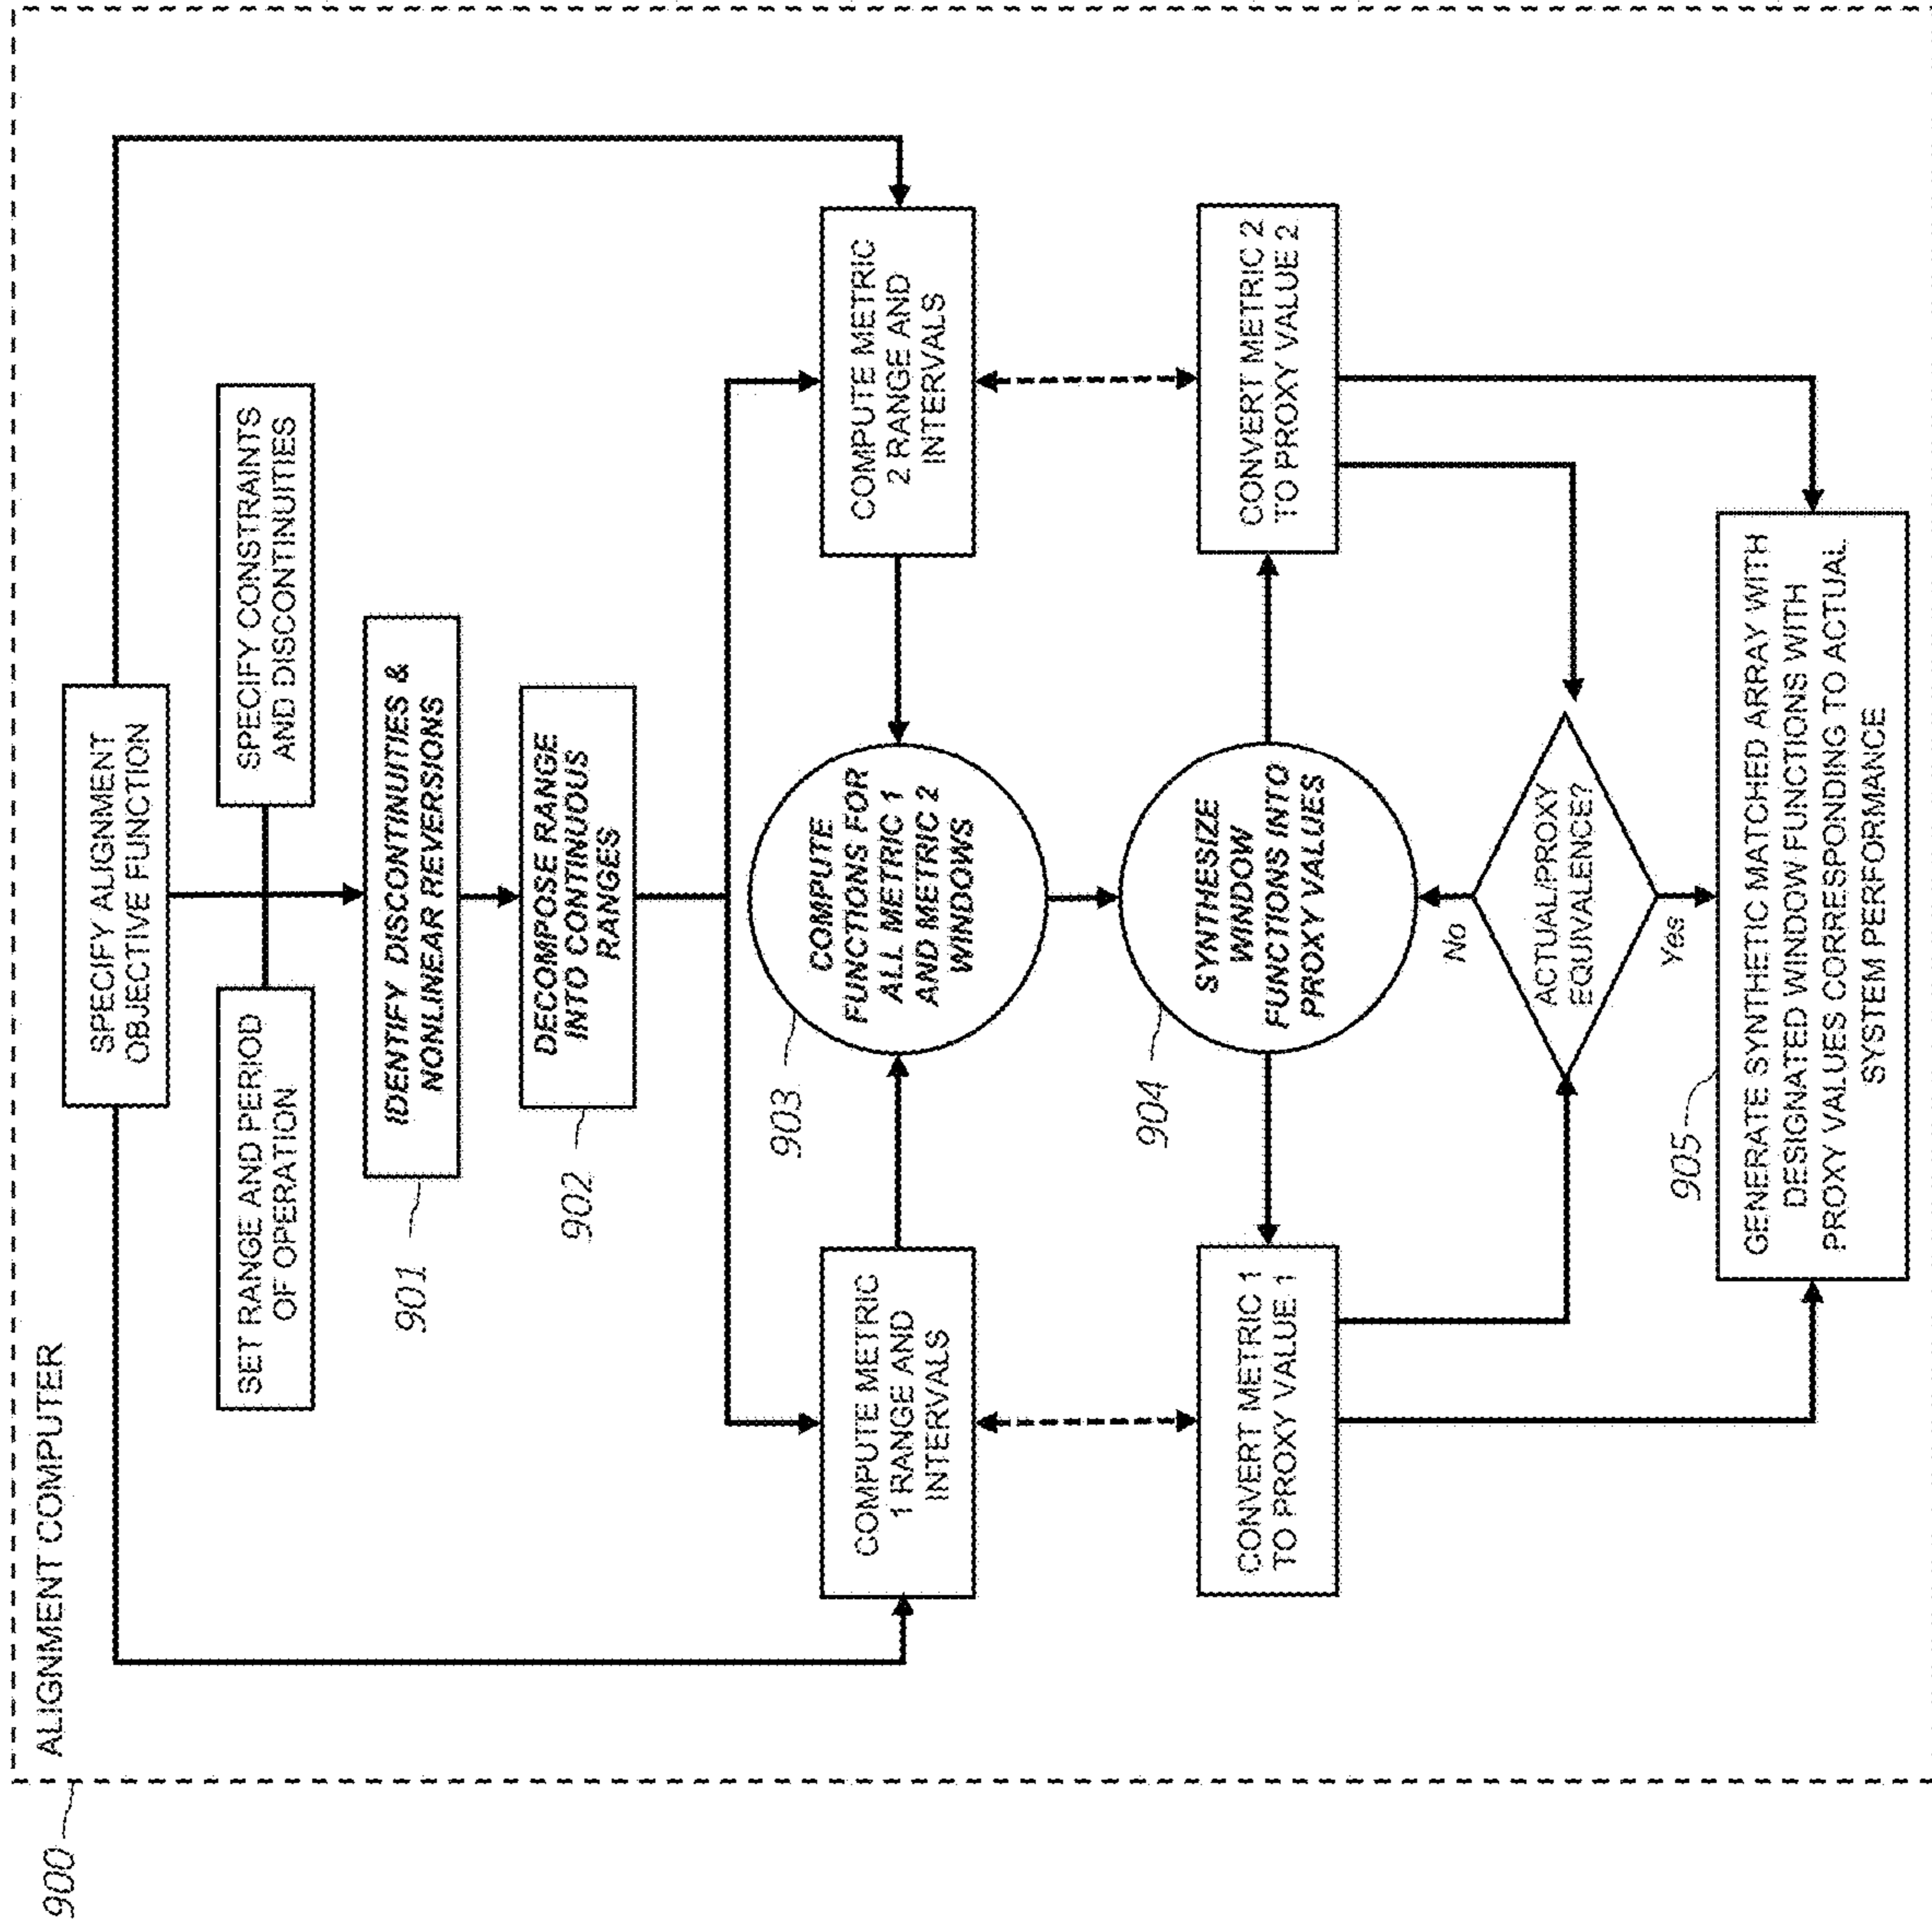 900
ALIGNMENT COMPUTER
SPECIFY ALIGNMENT
OBJECTIVE FUNCTION
SET RANGE AND PERIOD
OF OPERATION
SPECIFY CONSTRAINTS
AND DISCONTINUITIES
901
IDENTIFY DISCONTINUITIES &
NONLINEAR REVERSIONS
902
DECOMPOSE RANGE
INTO CONTINUOUS
RANGES
COMPUTE METRIC
1 RANGE AND
INTERVALS
903
COMPUTE
FUNCTIONS FOR
ALL METRIC 1
AND METRIC 2
WINDOWS
COMPUTE METRIC
2 RANGE AND
INTERVALS
CONVERT METRIC 1
TO PROXY VALUE 1
904
SYNTHESIZE
WINDOW
FUNCTIONS INTO
PROXY VALUES
CONVERT METRIC 2
TO PROXY VALUE 2
No
ACTUAL/PROXY
EQUIVALENCE?
Yes
905
GENERATE SYNTHETIC MATCHED ARRAY WITH
DESIGNATED WINDOW FUNCTIONS WITH
PROXY VALUES CORRESPONDING TO ACTUAL
SYSTEM PERFORMANCE